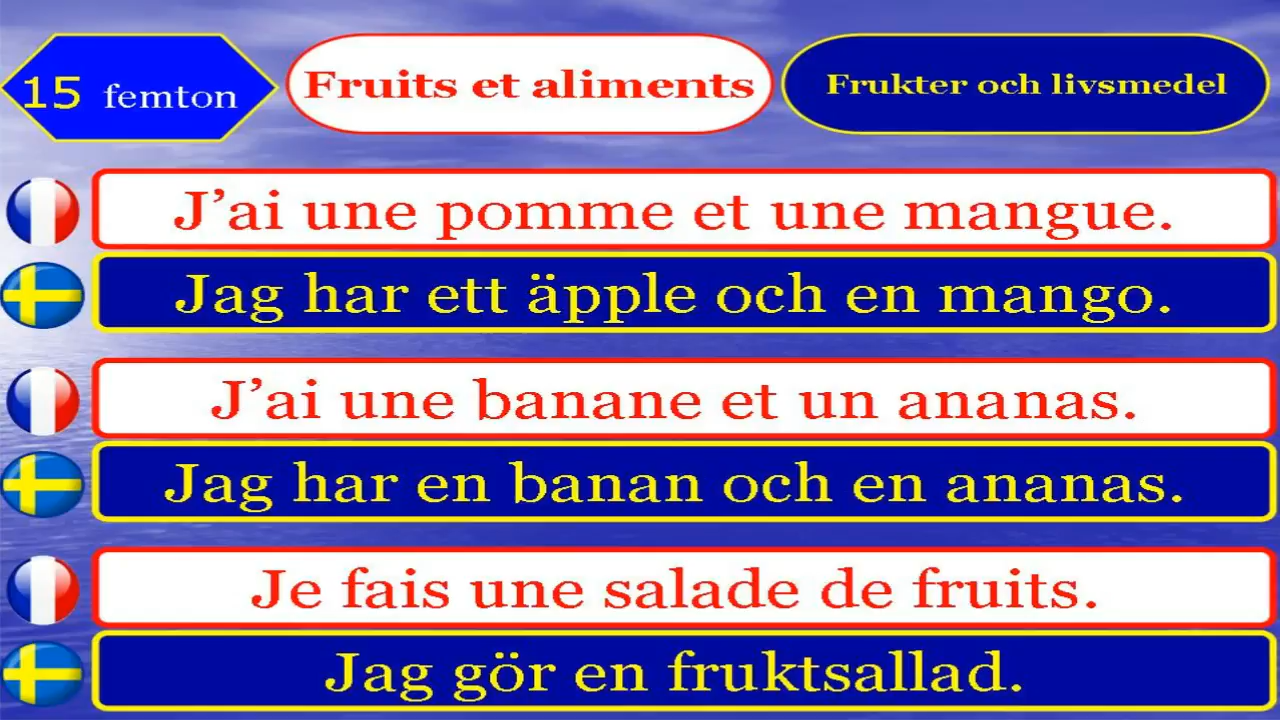 15 femton
Fruits et aliments
Frukter och livsmedel
J’ai une pomme et une mangue.
Jag har ett äpple och en mango.
J’ai une banane et un ananas.
Jag har en banan och en ananas.
Je fais une salade de fruits.
Jag gör en fruktsallad.